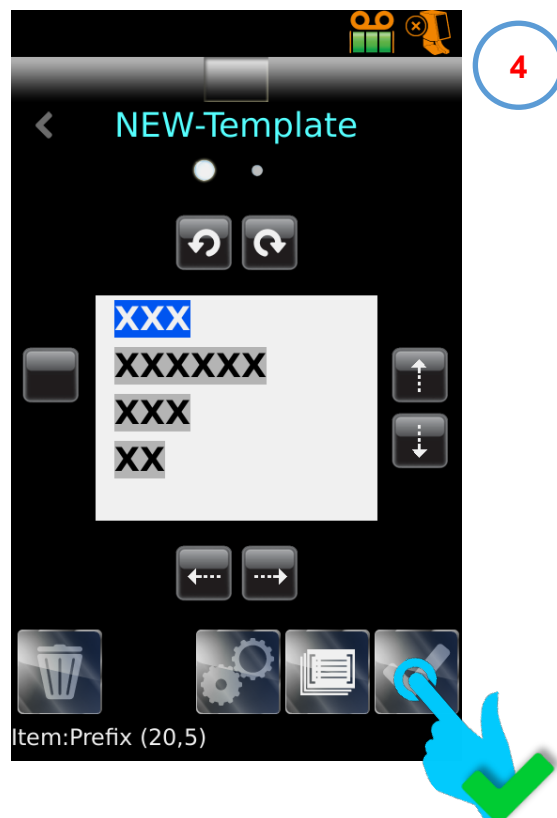 4
NEW-Template
XXX
XXXXXX
XXX
XX
Item:Prefix (20,5)